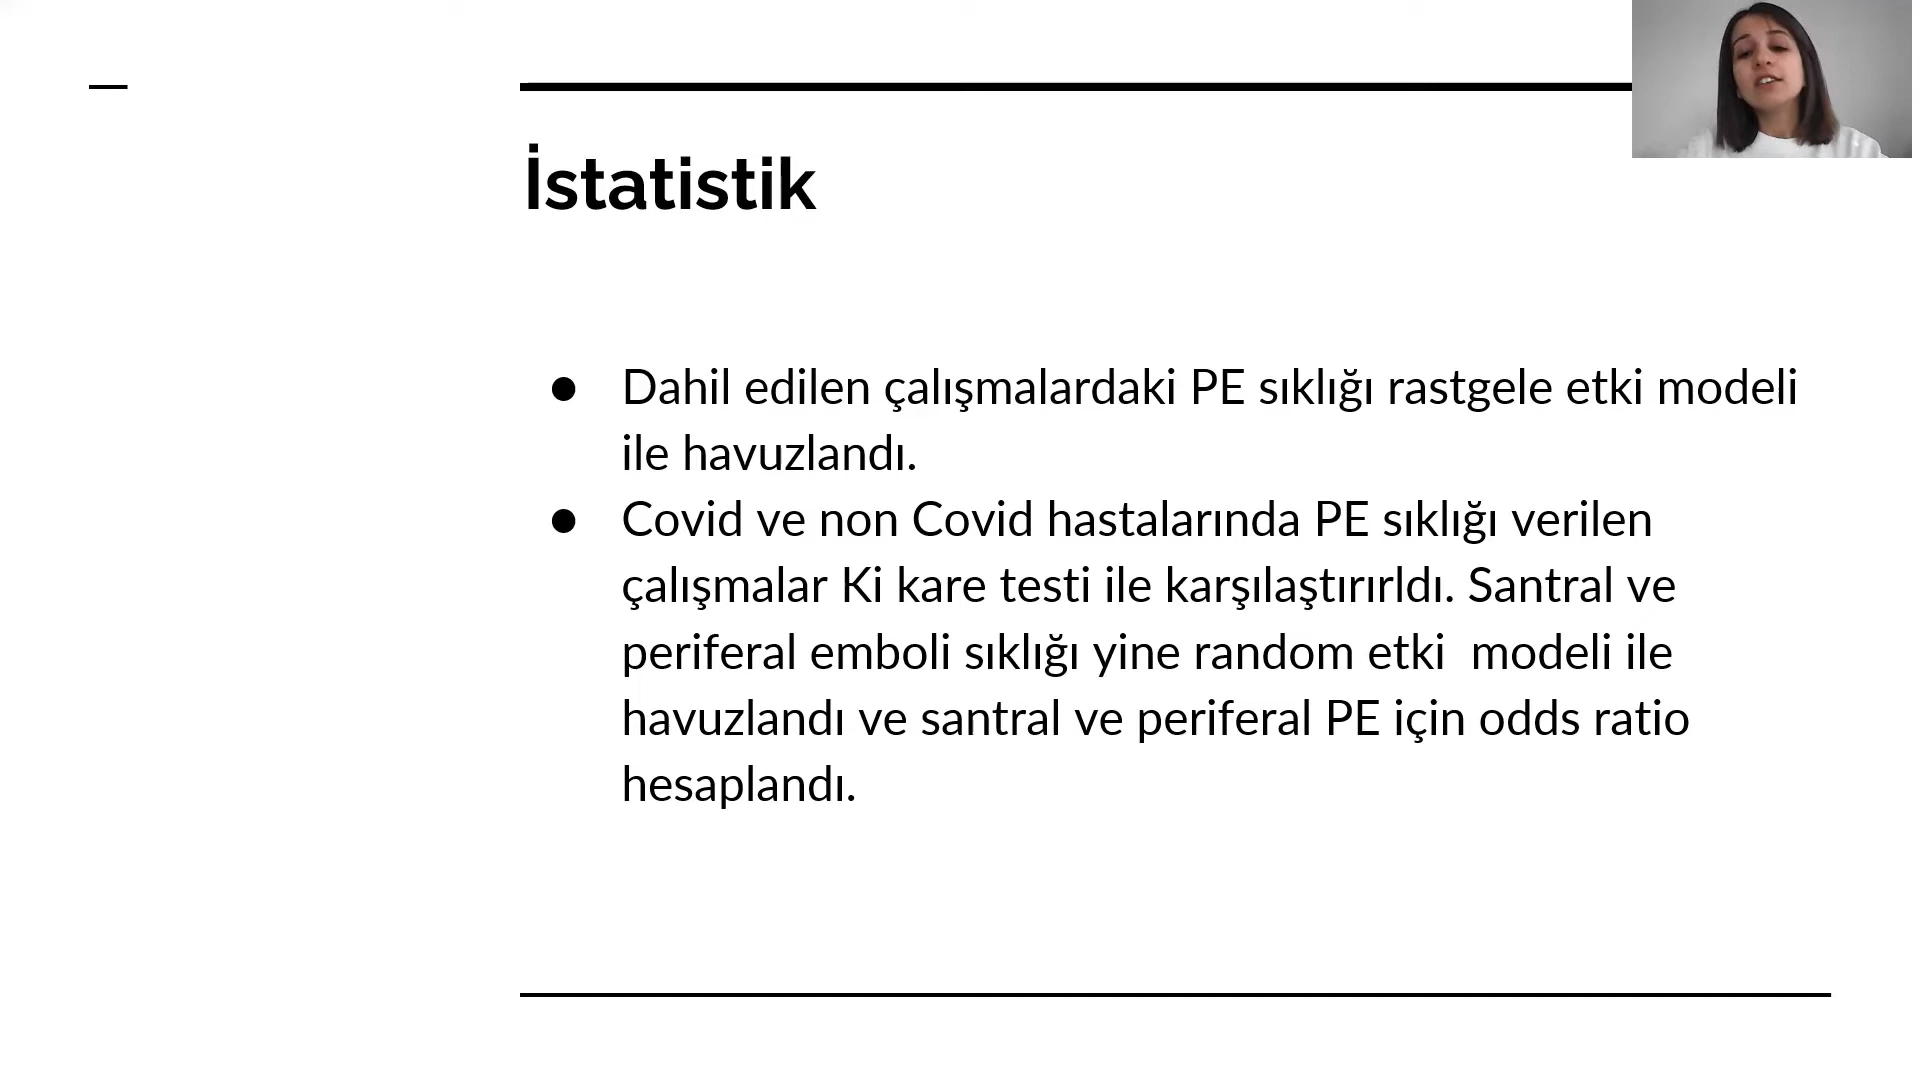 İstatistik
● Dahil edilen çalışmalardaki PE sıklığı rastgele etki modeli
ile havuzlandı.
● Covid ve non Covid hastalarında PE sıklığı verilen
çalışmalar Ki kare testi ile karşılaştırırldı. Santral ve
periferal emboli sıklığı yine random etki  modeli ile
havuzlandı ve santral ve periferal PE için odds ratio
hesaplandı.